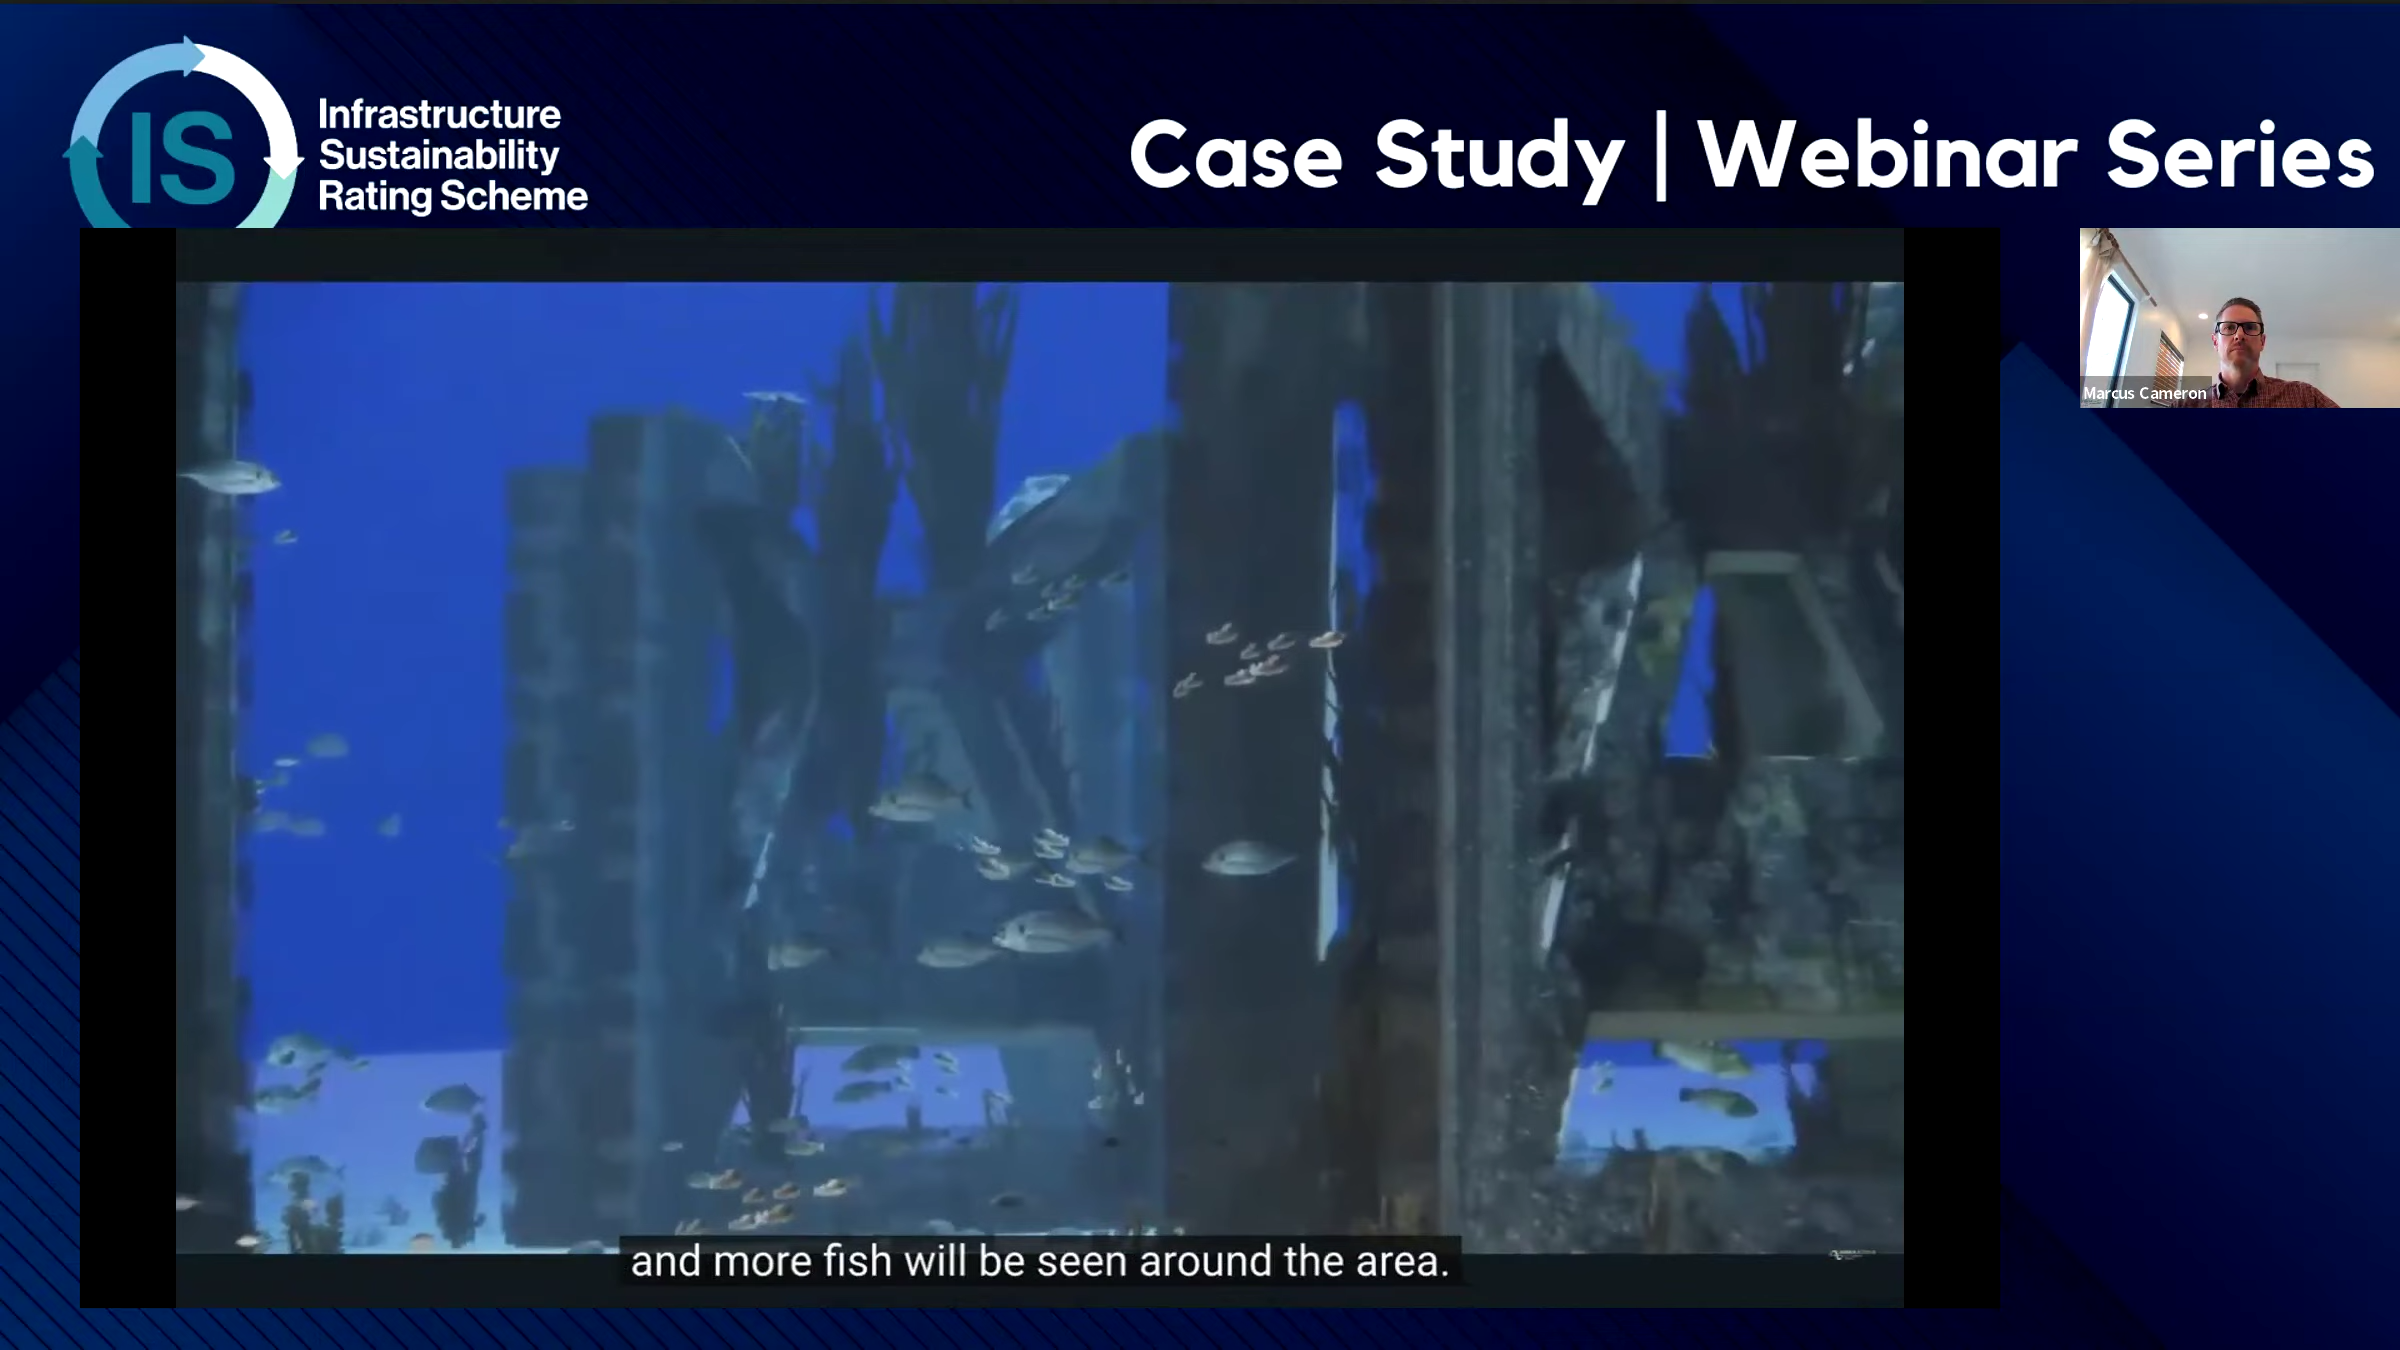 IS
Infrastructure
Sustainability
Rating Scheme
Case Study | Webinar Series
Marcus Cameron
and more fish will be seen around the area.